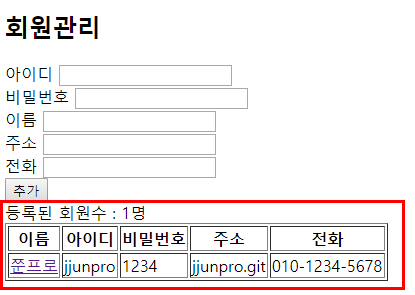 회원관리
아이디
비밀번호
이름
주소
전화
추가
등록된 회원수 : 1명
이름 아이디 비밀번호 주소 전화
쭌프로 jjunpro 1234 jjunpro.git 010-1234-5678